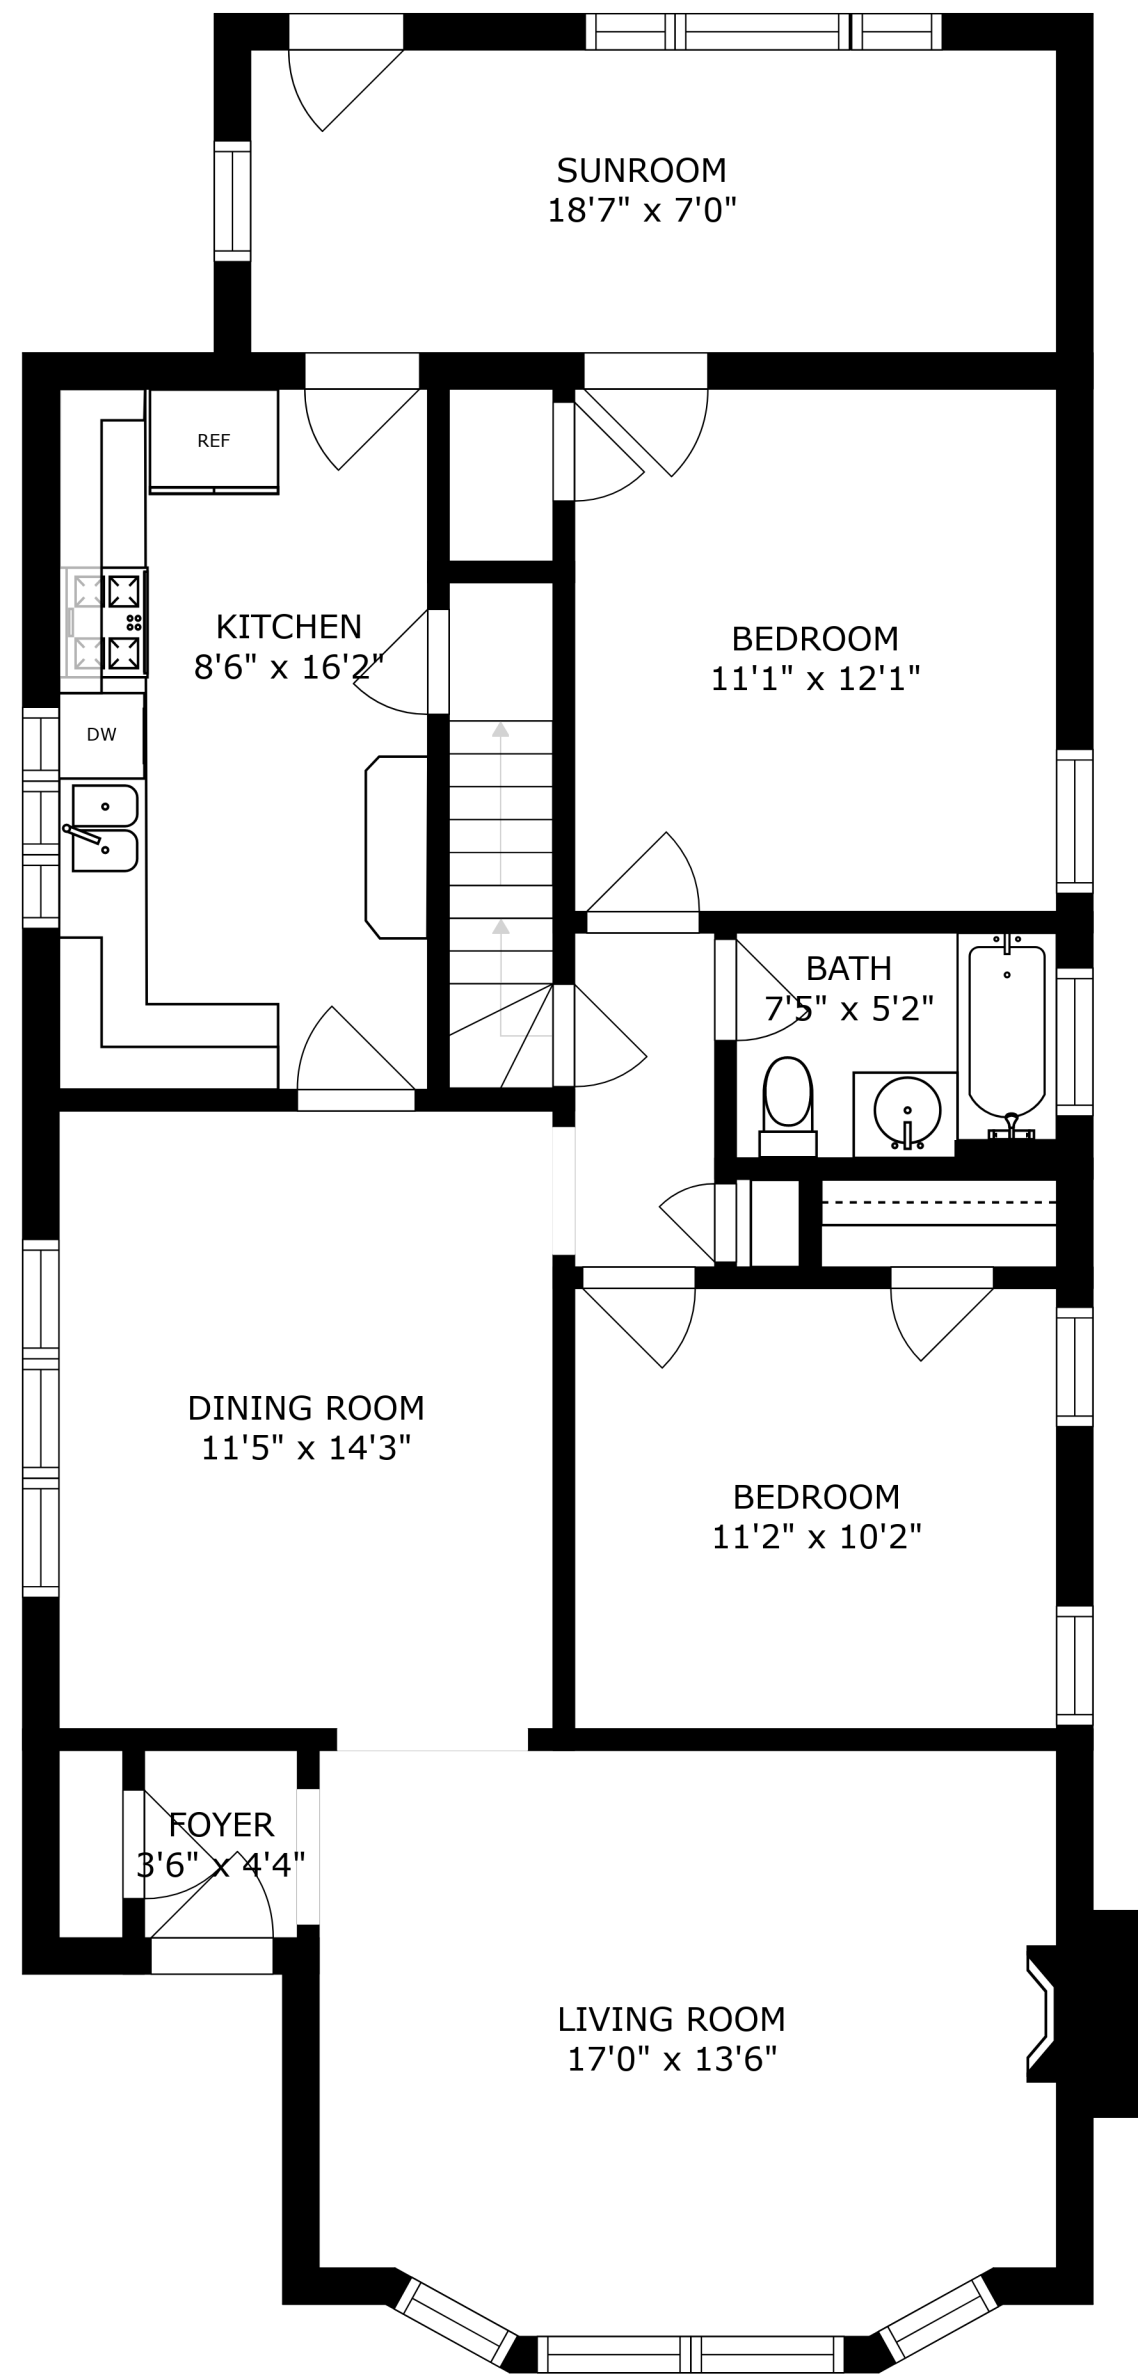 SUNROOM
18'7" x 7'0"
REF
KITCHEN
8'6" x 16'2"
BEDROOM
11'1" x 12'1"
DW
BATH
7'5" x 5'2"
DINING ROOM
11'5" x 14'3"
BEDROOM
11'2" x 10'2"
FOYER
3'6" x 4'4"
LIVING ROOM
17'0" x 13'6"